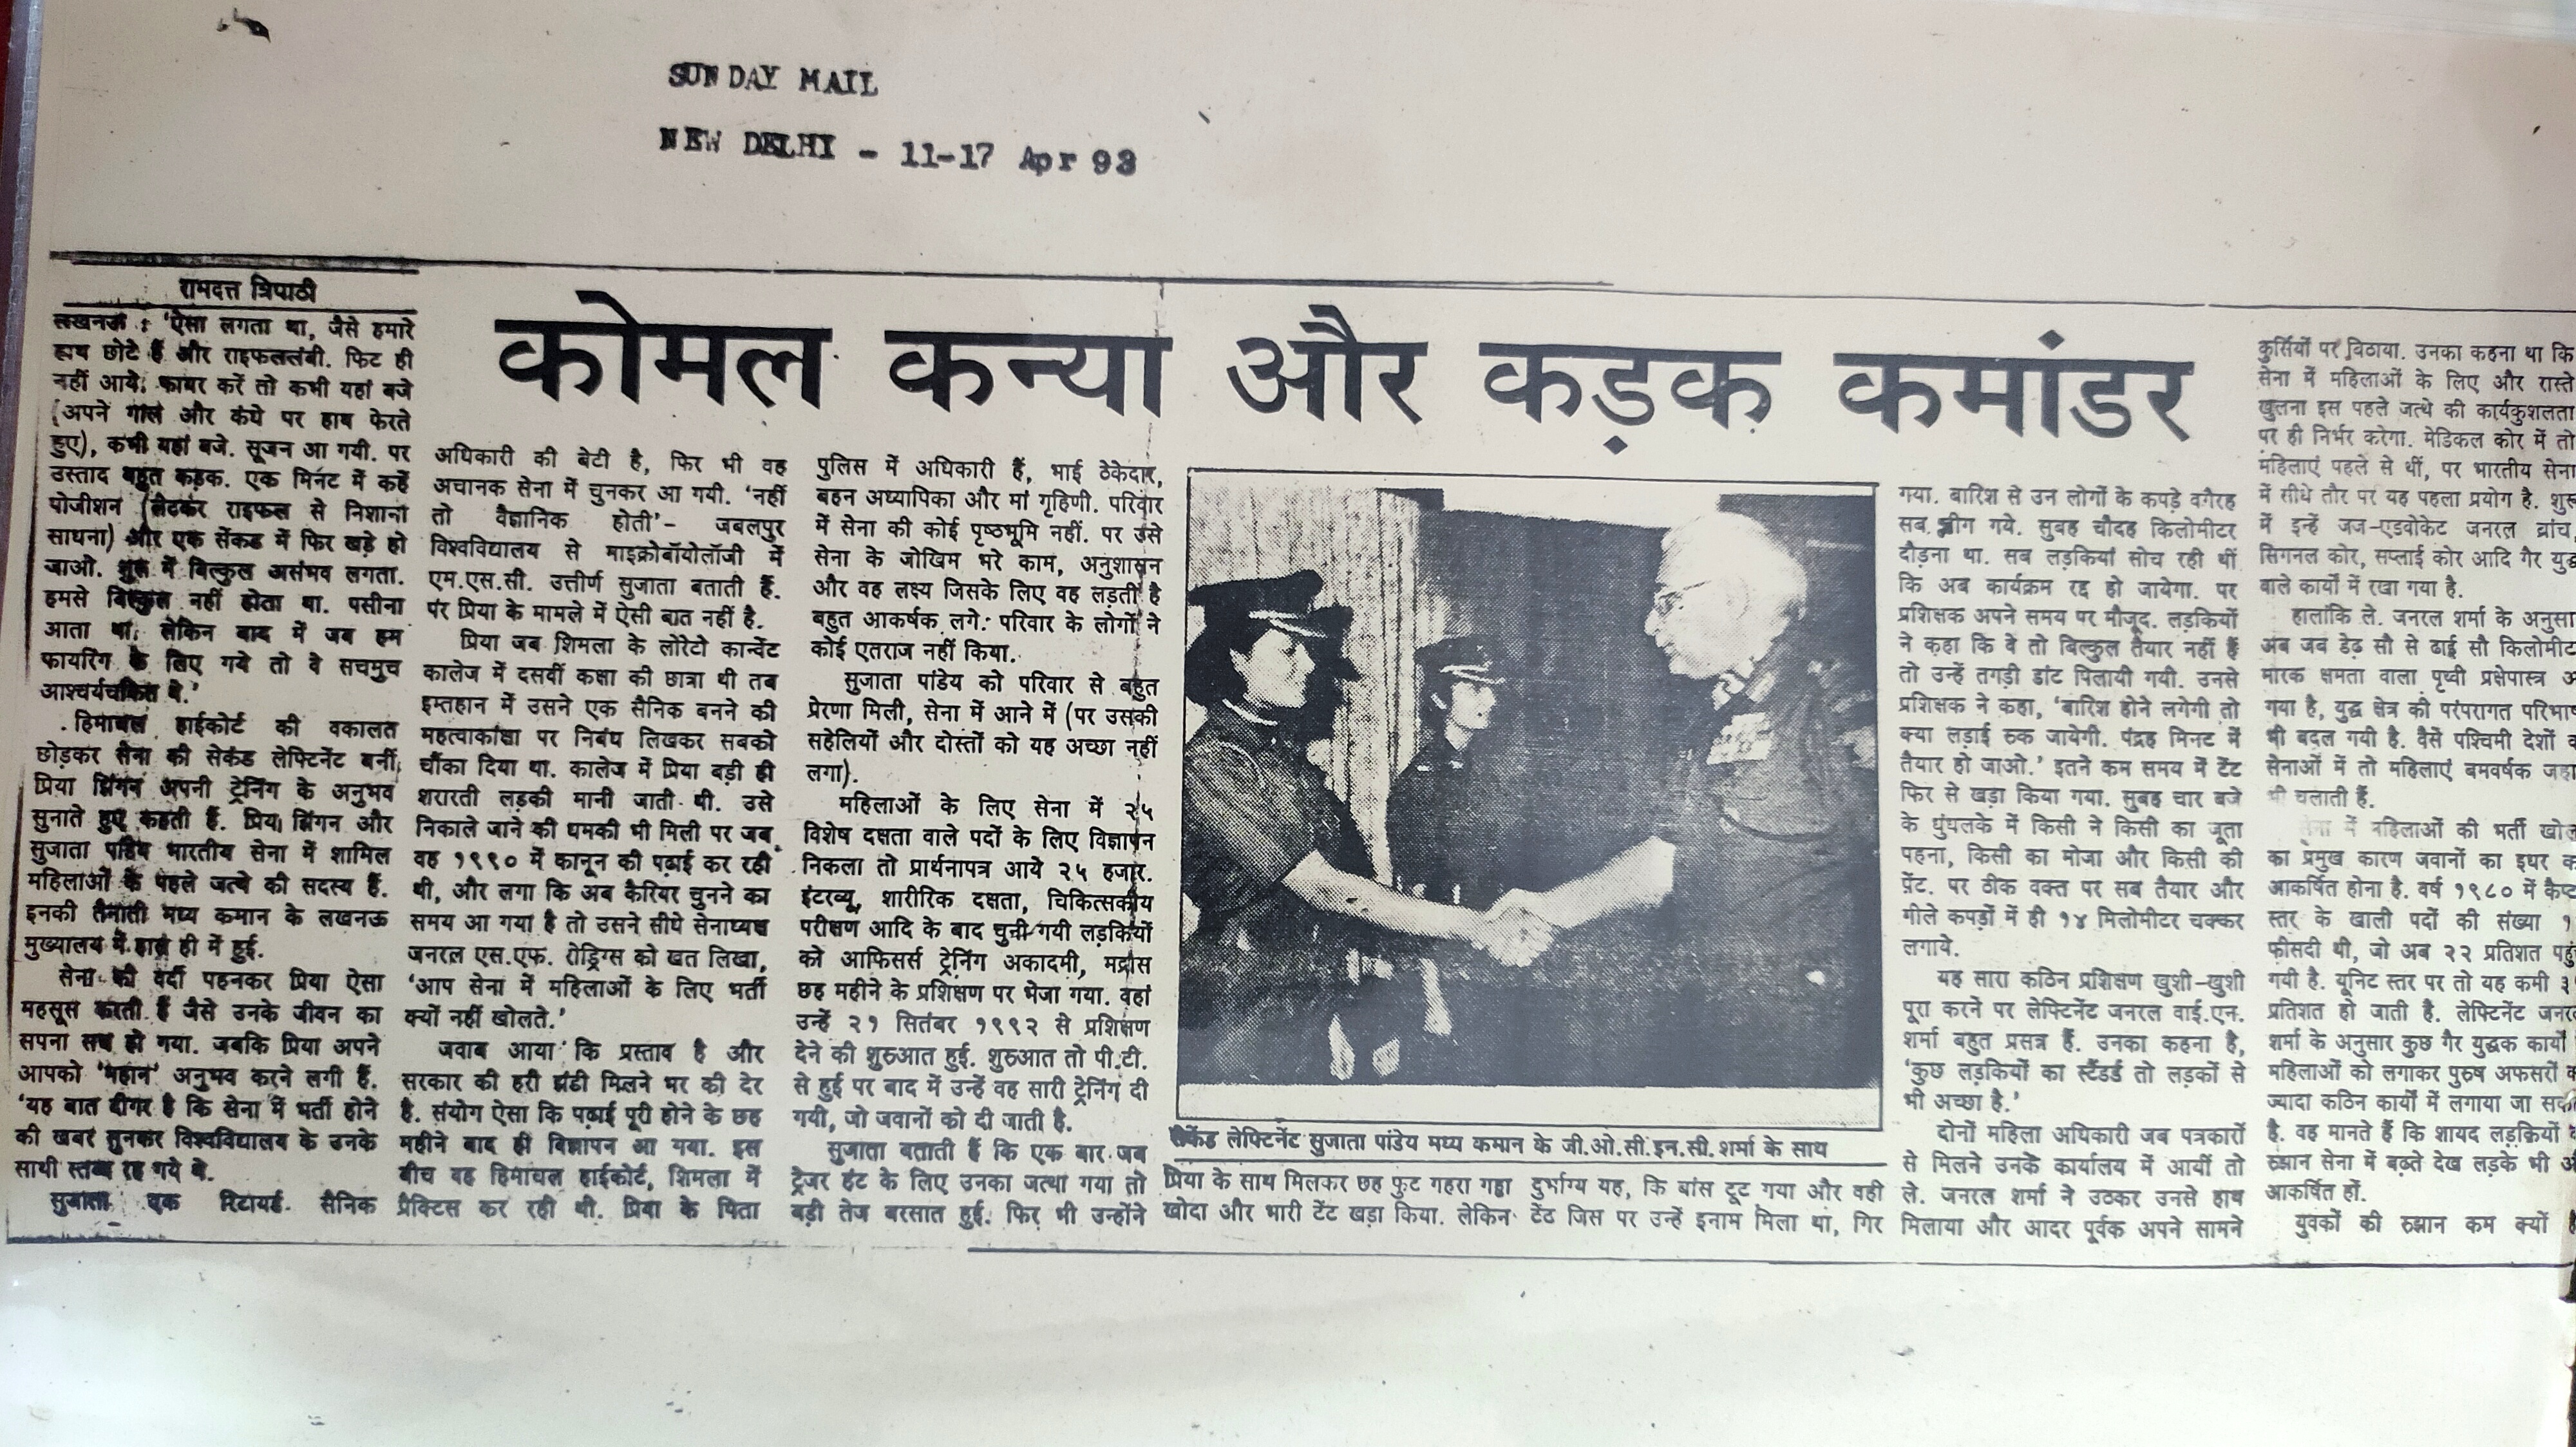 SUNDAY MAIL
NEW DELHI - 11-17 Apr 93
रामदत्त त्रिपाठी
कोमल कन्या और कड़क कमांडर
लखनऊ : 'ऐसा लगता था, जैसे हमारे
हाथ छोटे हैं और राइफललंबी. फिट ही
नहीं आये. फायर करें तो कभी यहां बजे
(अपने गाल और कंधे पर हाथ फेरते
हुए), कभी यहां बजे. सूजन आ गयी. पर
उस्ताद बहुत कड़क. एक मिनट में कहें
पोजीशन (लेटकर राइफल से निशाना
साधना) और एक सेंकड में फिर खड़े हो
जाओ. शुरू में बिल्कुल असंभव लगता.
हमसे बिल्कुल नहीं होता था. पसीना
आता था. लेकिन बाद में जब हम
फायरिंग के लिए गये तो वे सचमुच
आश्चर्यचकित थे.'
हिमाचल हाईकोर्ट की वकालत
छोड़कर सेना की सेकेंड लेफ्टिनेंट बनीं
प्रिया झिंगन अपनी ट्रेनिंग के अनुभव
सुनाते हुए कहती हैं. प्रिया झिंगन और
सुजाता पांडेय भारतीय सेना में शामिल
महिलाओं के पहले जत्थे की सदस्य हैं.
इनकी तैनाती मध्य कमान के लखनऊ
मुख्यालय में हाल ही में हुई.
सेना की वर्दी पहनकर प्रिया ऐसा
महसूस करती हैं जैसे उनके जीवन का
सपना सच हो गया. जबकि प्रिया अपने
आपको 'महान' अनुभव करने लगी हैं.
'यह बात दीगर है कि सेना में भर्ती होने
की खबर सुनकर विश्वविद्यालय के उनके
साथी स्तब्ध रह गये थे.
सुजाता एक रिटायर्ड सैनिक
अधिकारी की बेटी है, फिर भी वह
अचानक सेना में चुनकर आ गयी. 'नहीं
तो वैज्ञानिक होती'- जबलपुर
विश्वविद्यालय से माइक्रोबॉयोलॉजी में
एम.एस.सी. उत्तीर्ण सुजाता बताती हैं.
पर प्रिया के मामले में ऐसी बात नहीं है.
प्रिया जब शिमला के लोरेटो कान्वेंट
कालेज में दसवीं कक्षा की छात्रा थी तब
इम्तहान में उसने एक सैनिक बनने की
महत्वाकांक्षा पर निबंध लिखकर सबको
चौंका दिया था. कालेज में प्रिया बड़ी ही
शरारती लड़की मानी जाती थी. उसे
निकाले जाने की धमकी भी मिली पर जब
वह १९९० में कानून की पढ़ाई कर रही
थी, और लगा कि अब कैरियर चुनने का
समय आ गया है तो उसने सीधे सेनाध्यक्ष
जनरल एस.एफ. रोड्रिग्स को खत लिखा,
'आप सेना में महिलाओं के लिए भर्ती
क्यों नहीं खोलते.'
जवाब आया कि प्रस्ताव है और
सरकार की हरी झंडी मिलने भर की देर
है. संयोग ऐसा कि पढ़ाई पूरी होने के छह
महीने बाद ही विज्ञापन आ गया. इस
बीच वह हिमाचल हाईकोर्ट, शिमला में
प्रैक्टिस कर रही थी. प्रिया के पिता
पुलिस में अधिकारी हैं, भाई ठेकेदार,
बहन अध्यापिका और मां गृहिणी. परिवार
में सेना की कोई पृष्ठभूमि नहीं. पर उसे
सेना के जोखिम भरे काम, अनुशासन
और वह लक्ष्य जिसके लिए वह लड़ती है
बहुत आकर्षक लगे. परिवार के लोगों ने
कोई एतराज नहीं किया.
सुजाता पांडेय को परिवार से बहुत
प्रेरणा मिली, सेना में आने में (पर उसकी
सहेलियों और दोस्तों को यह अच्छा नहीं
लगा).
महिलाओं के लिए सेना में २५
विशेष दक्षता वाले पदों के लिए विज्ञापन
निकला तो प्रार्थनापत्र आये २५ हजार.
इंटरव्यू, शारीरिक दक्षता, चिकित्सकीय
परीक्षण आदि के बाद चुनी गयी लड़कियों
को आफिसर्स ट्रेनिंग अकादमी, मद्रास
छह महीने के प्रशिक्षण पर भेजा गया. वहां
उन्हें २१ सितंबर १९९२ से प्रशिक्षण
देने की शुरुआत हुई. शुरुआत तो पी.टी.
से हुई पर बाद में उन्हें वह सारी ट्रेनिंग दी
गयी, जो जवानों को दी जाती है.
सुजाता बताती हैं कि एक बार जब
ट्रेजर हंट के लिए उनका जत्था गया तो
बड़ी तेज बरसात हुई. फिर भी उन्होंने
सेकेंड लेफ्टिनेंट सुजाता पांडेय मध्य कमान के जी.ओ.सी.इन.सी.शर्मा के साथ
प्रिया के साथ मिलकर छह फुट गहरा गड्ढा
खोदा और भारी टेंट खड़ा किया. लेकिन
दुर्भाग्य यह, कि बांस टूट गया और वही
टेंठ जिस पर उन्हें इनाम मिला था, गिर
गया. बारिश से उन लोगों के कपड़े वगैरह
सब भीग गये. सुबह चौदह किलोमीटर
दौड़ना था. सब लड़कियां सोच रही थीं
कि अब कार्यक्रम रद्द हो जायेगा. पर
प्रशिक्षक अपने समय पर मौजूद. लड़कियों
ने कहा कि वे तो बिल्कुल तैयार नहीं हैं
तो उन्हें तगड़ी डांट पिलायी गयी. उनसे
प्रशिक्षक ने कहा, 'बारिश होने लगेगी तो
क्या लड़ाई रुक जायेगी. पंद्रह मिनट में
तैयार हो जाओ.' इतने कम समय में टेंट
फिर से खड़ा किया गया. सुबह चार बजे
के धुंधलके में किसी ने किसी का जूता
पहना, किसी का मोजा और किसी की
पेंट. पर ठीक वक्त पर सब तैयार और
गीले कपड़ों में ही १४ मिलोमीटर चक्कर
लगाये.
यह सारा कठिन प्रशिक्षण खुशी-खुशी
पूरा करने पर लेफ्टिनेंट जनरल वाई.एन.
शर्मा बहुत प्रसन्न हैं. उनका कहना है,
'कुछ लड़कियों का स्टैंडर्ड तो लड़कों से
भी अच्छा है.'
दोनों महिला अधिकारी जब पत्रकारों
से मिलने उनके कार्यालय में आयीं तो
ले. जनरल शर्मा ने उठकर उनसे हाथ
मिलाया और आदर पूर्वक अपने सामने
कुर्सियों पर बिठाया. उनका कहना था कि
सेना में महिलाओं के लिए और रास्ते
खुलना इस पहले जत्थे की कार्यकुशलता
पर ही निर्भर करेगा. मेडिकल कोर में तो
महिलाएं पहले से थीं, पर भारतीय सेना
में सीधे तौर पर यह पहला प्रयोग है. शुरू
में इन्हें जज-एडवोकेट जनरल ब्रांच,
सिगनल कोर, सप्लाई कोर आदि गैर युद्ध
वाले कार्यों में रखा गया है.
हालांकि ले. जनरल शर्मा के अनुसा
अब जब डेढ़ सौ से ढाई सौ किलोमीट
मारक क्षमता वाला पृथ्वी प्रक्षेपास्त्र
गया है, युद्ध क्षेत्र की परंपरागत परिभाष
भी बदल गयी है. वैसे पश्चिमी देशों
सेनाओं में तो महिलाएं बमवर्षक जहा
भी चलाती हैं.
सेना में महिलाओं की भर्ती खोल
का प्रमुख कारण जवानों का इधर
आकर्षित होना है. वर्ष १९८० में कैप्ट
स्तर के खाली पदों की संख्या १
फीसदी थी, जो अब २२ प्रतिशत पहुं
गयी है. यूनिट स्तर पर तो यह कमी ३
प्रतिशत हो जाती है. लेफ्टिनेंट जनर
शर्मा के अनुसार कुछ गैर युद्धक कार्यों
महिलाओं को लगाकर पुरुष अफसरों
ज्यादा कठिन कार्यों में लगाया जा सक
है. वह मानते हैं कि शायद लड़कियों
रुझान सेना में बढ़ते देख लड़के भी
आकर्षित हों.
युवकों की रुझान कम क्यों